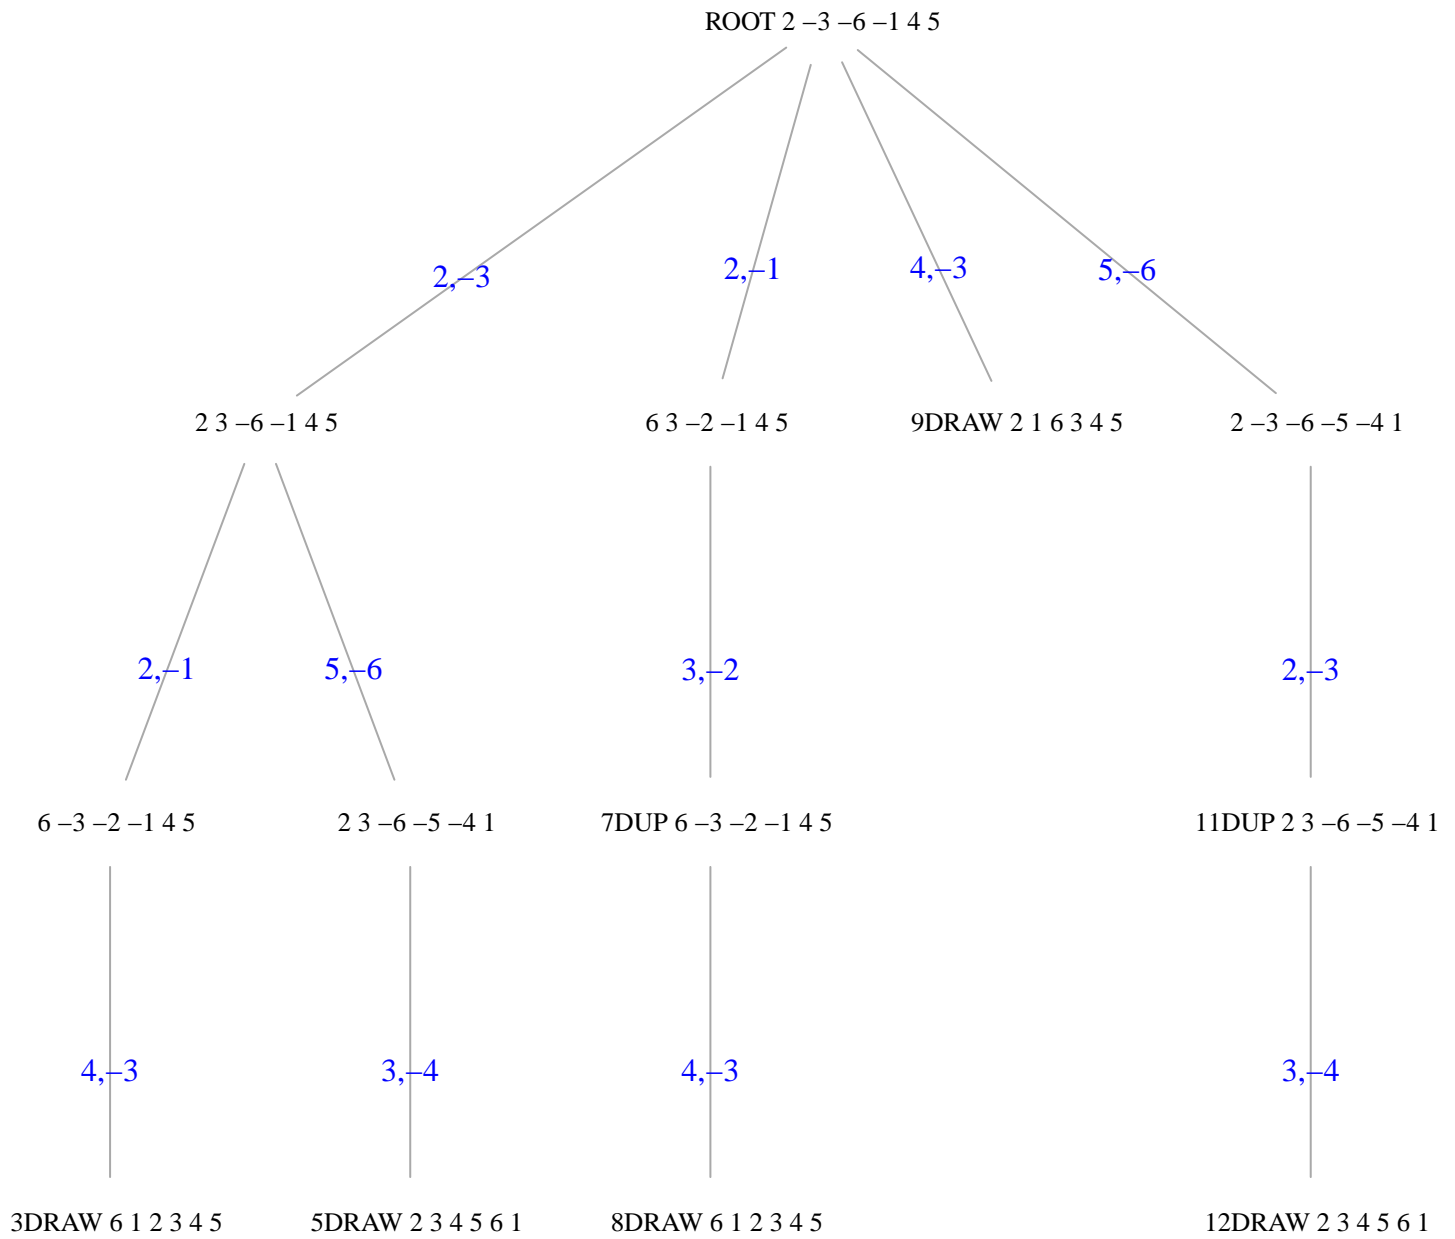 ROOT 2 –3 –6 –1 4 5
2,–3
2,–1
4,–3
5,–6
2 3 –6 –1 4 5
6 3 –2 –1 4 5
9DRAW 2 1 6 3 4 5
2 –3 –6 –5 –4 1
2,–1
5,–6
3,–2
2,–3
6 –3 –2 –1 4 5
2 3 –6 –5 –4 1
7DUP 6 –3 –2 –1 4 5
11DUP 2 3 –6 –5 –4 1
4,–3
3,–4
4,–3
3,–4
3DRAW 6 1 2 3 4 5
5DRAW 2 3 4 5 6 1
8DRAW 6 1 2 3 4 5
12DRAW 2 3 4 5 6 1